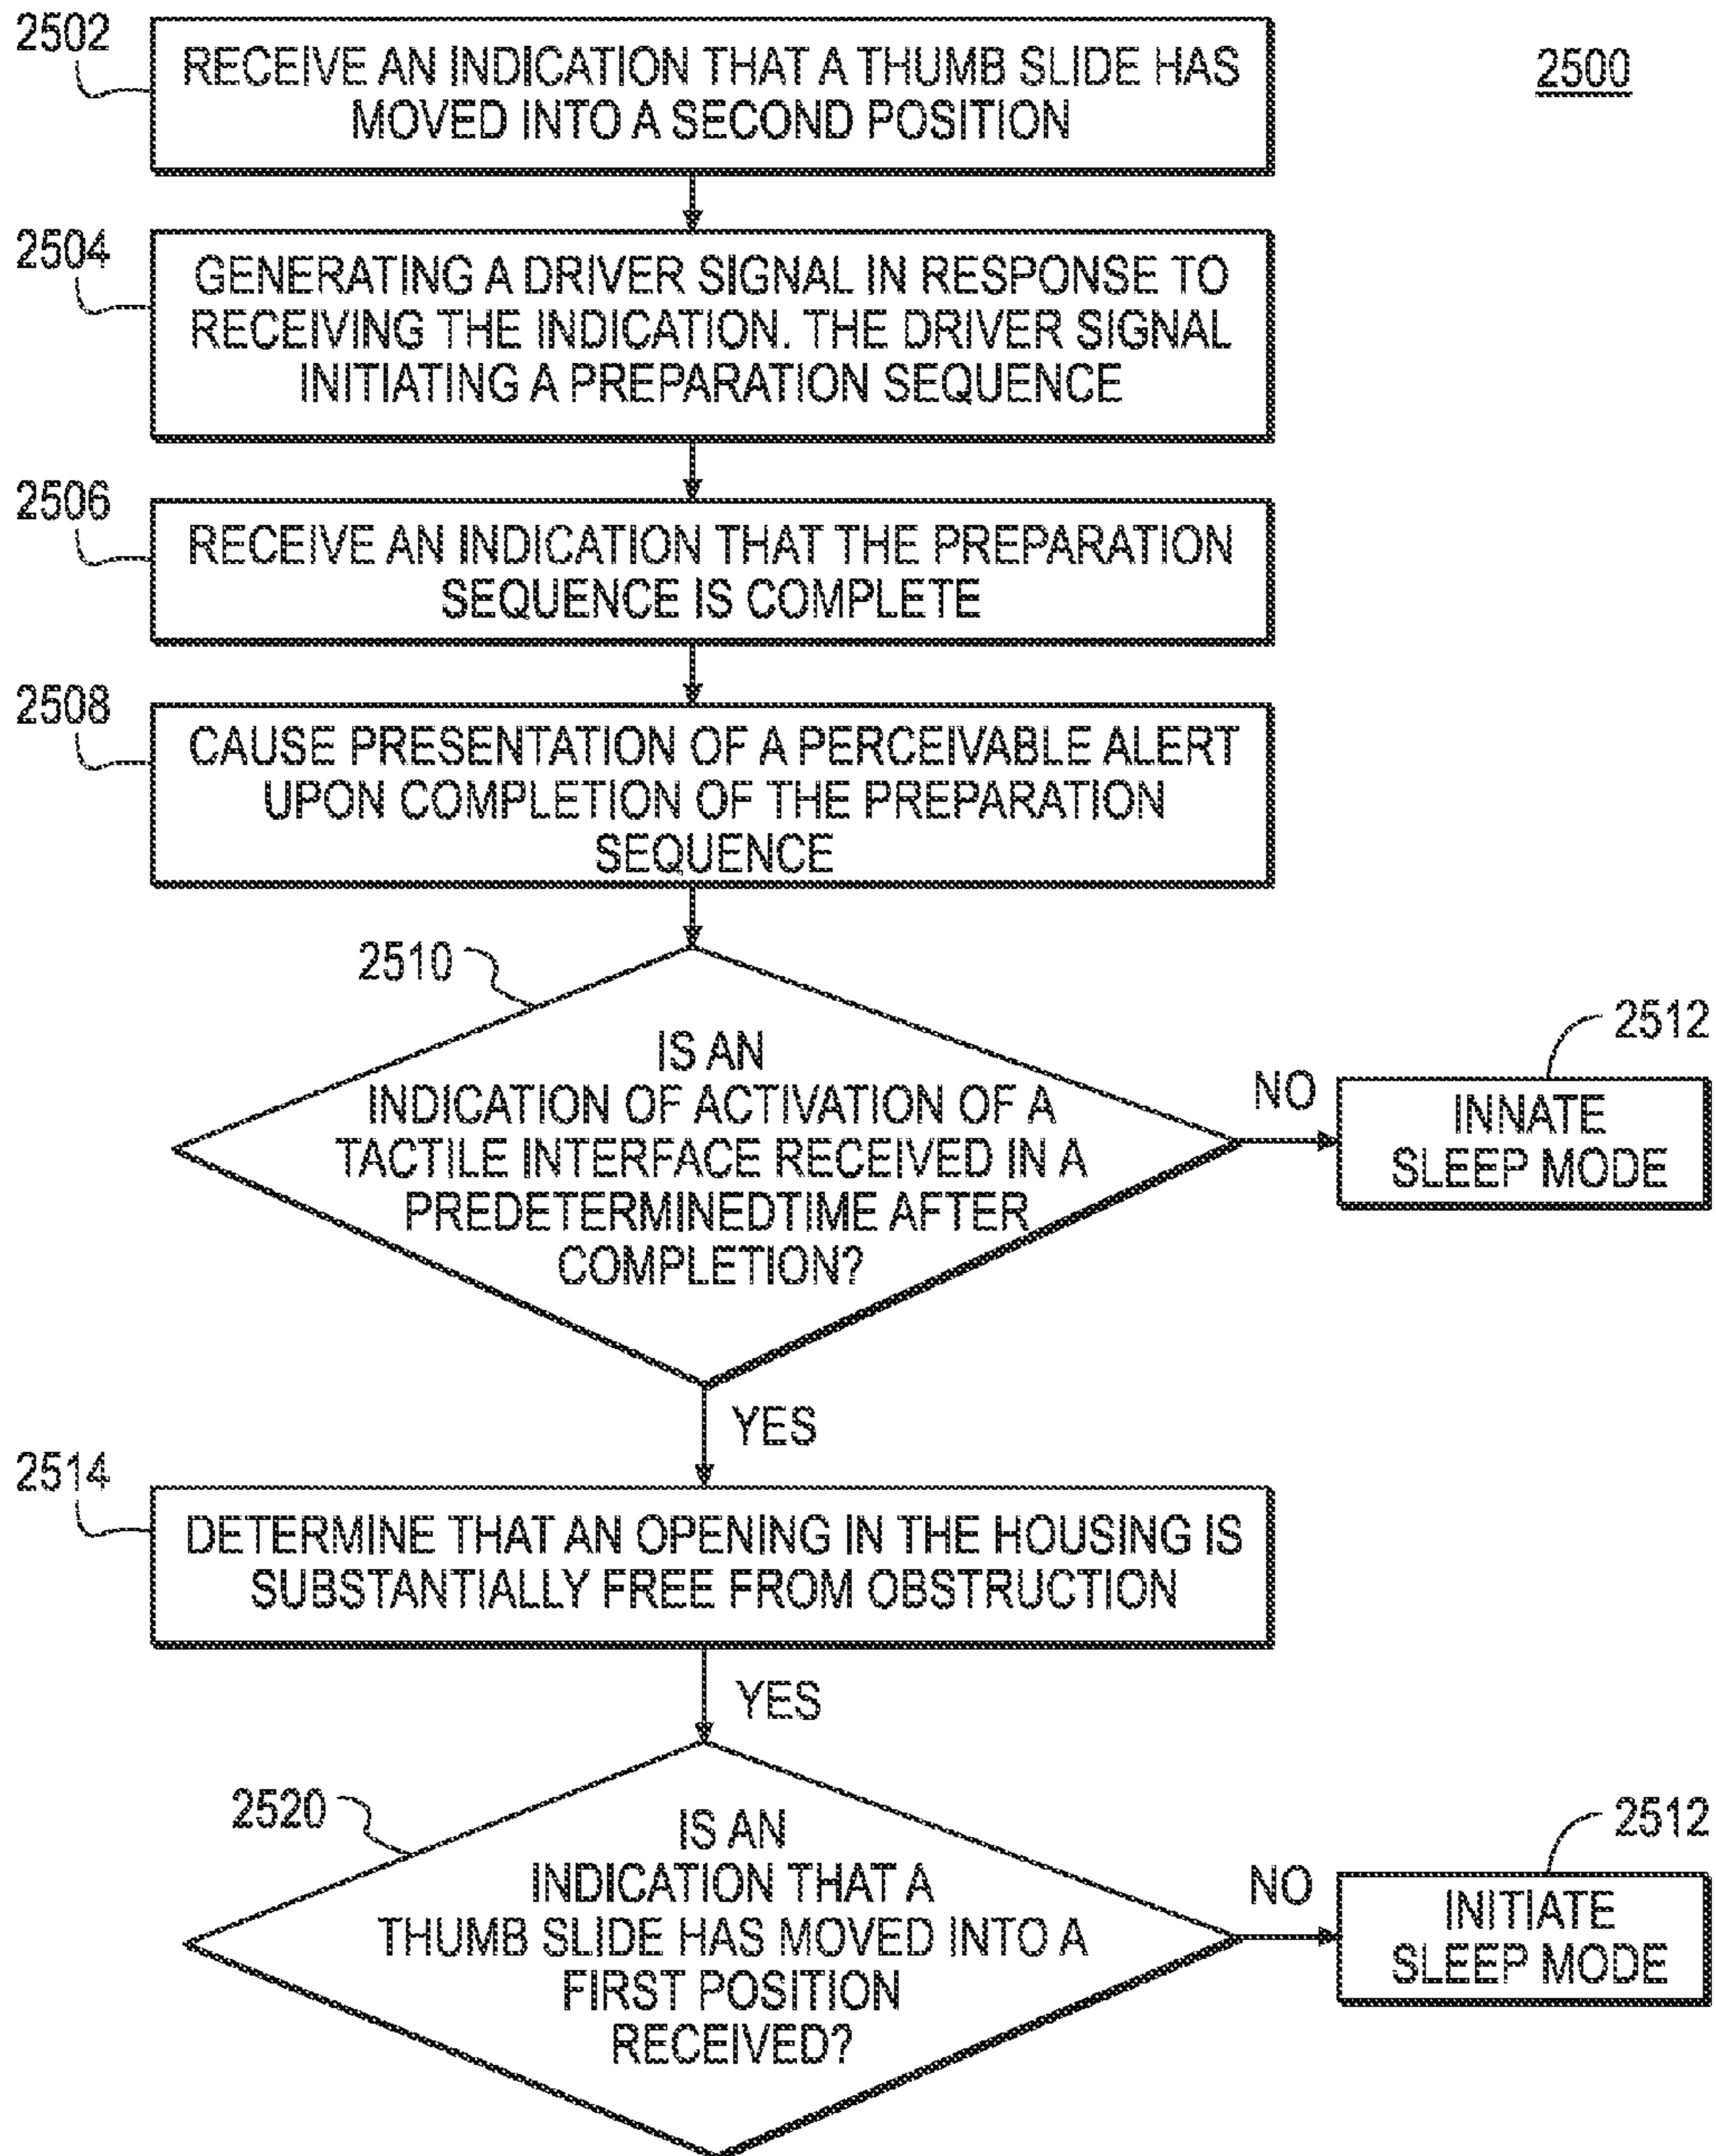 2500
2502
RECEIVE AN INDICATION THAT A THUMB SLIDE HAS
MOVED INTO A SECOND POSITION
2504
GENERATING A DRIVER SIGNAL IN RESPONSE TO
RECEIVING THE INDICATION. THE DRIVER SIGNAL
INITIATING A PREPARATION SEQUENCE
2506
RECEIVE AN INDICATION THAT THE PREPARATION
SEQUENCE IS COMPLETE
2508
CAUSE PRESENTATION OF A PERCEIVABLE ALERT
UPON COMPLETION OF THE PREPARATION
SEQUENCE
2510
IS AN
INDICATION OF ACTIVATION OF A
TACTILE INTERFACE RECEIVED IN A
PREDETERMINEDTIME AFTER
COMPLETION?
NO
2512
INNATE
SLEEP MODE
YES
2514
DETERMINE THAT AN OPENING IN THE HOUSING IS
SUBSTANTIALLY FREE FROM OBSTRUCTION
YES
2520
IS AN
INDICATION THAT A
THUMB SLIDE HAS MOVED INTO A
FIRST POSITION
RECEIVED?
NO
2512
INITIATE
SLEEP MODE